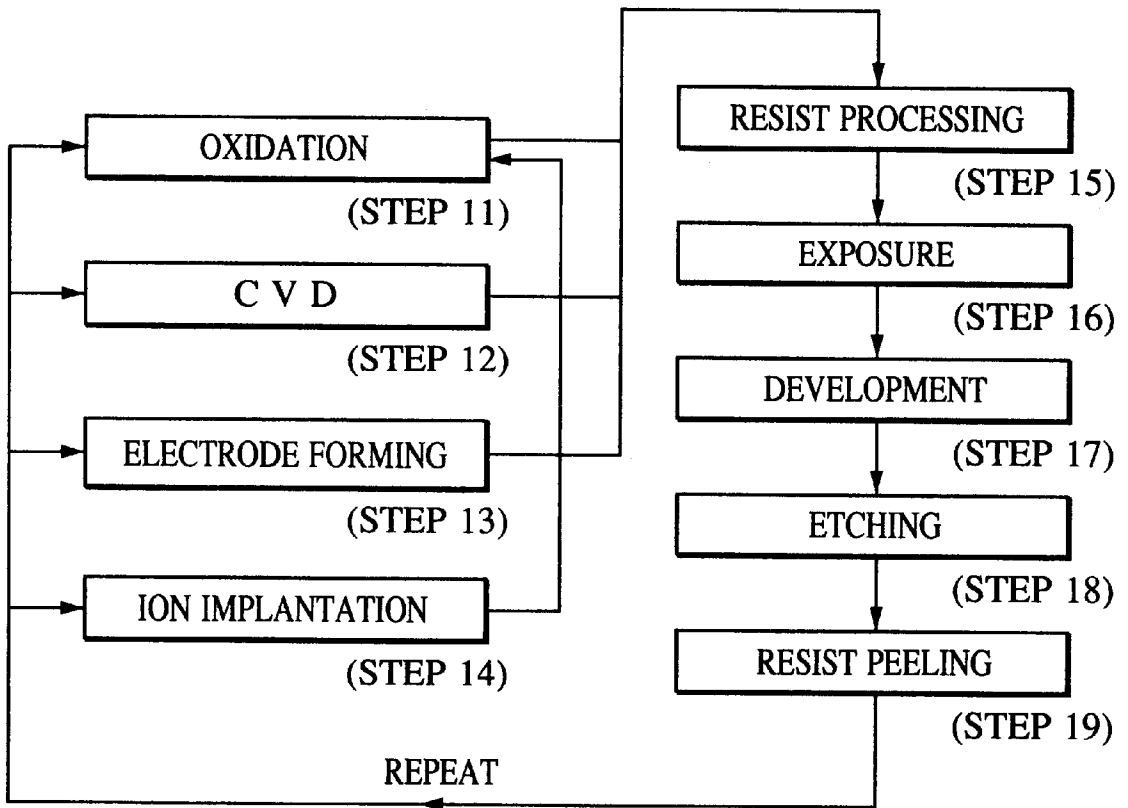 OXIDATION
(STEP 11)
C V D
(STEP 12)
ELECTRODE FORMING
(STEP 13)
ION IMPLANTATION
(STEP 14)
RESIST PROCESSING
(STEP 15)
EXPOSURE
(STEP 16)
DEVELOPMENT
(STEP 17)
ETCHING
(STEP 18)
RESIST PEELING
(STEP 19)
REPEAT